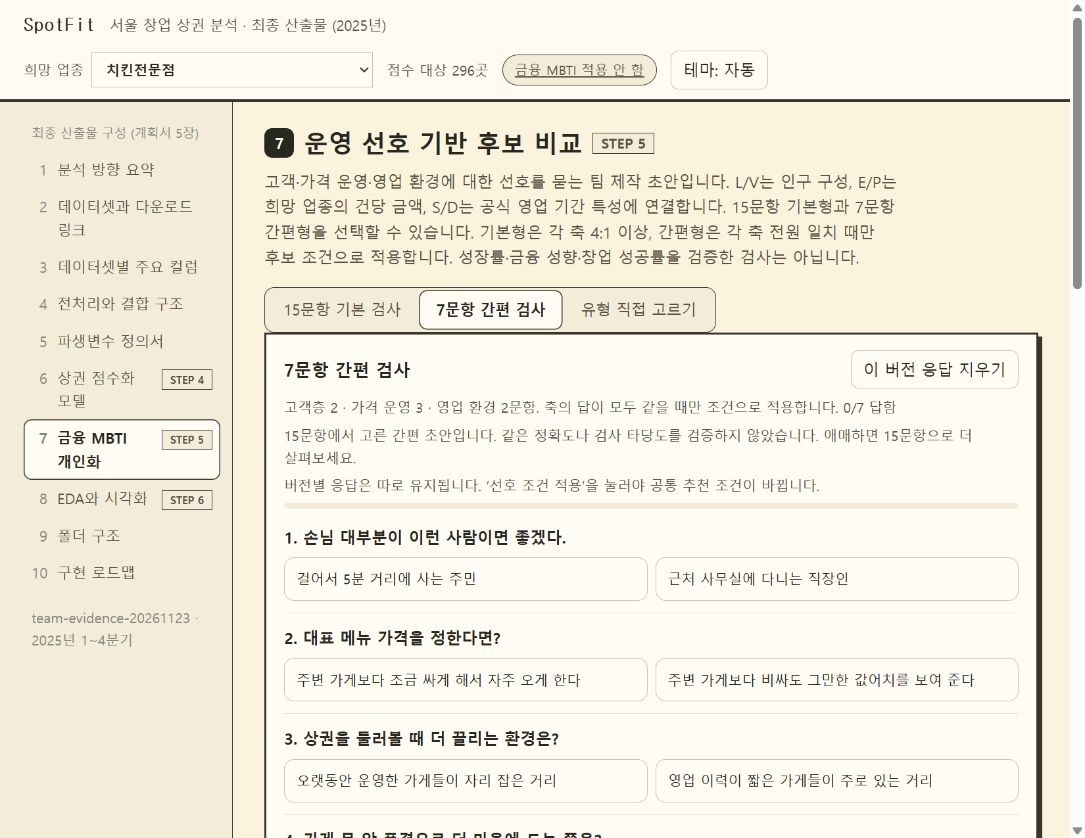 SpotFit 서울 창업 상권 분석 · 최종 산출물 (2025년)
희망 업종 치킨전문점 점수 대상 296곳 금융 MBTI 적용 안 함 테마: 자동
최종 산출물 구성 (계획서 5장)
1 분석 방향 요약
2 데이터셋과 다운로드
링크
3 데이터셋별 주요 컬럼
4 전처리와 결합 구조
5 파생변수 정의서
6 상권 점수화 STEP 4
모델
7 금융 MBTI STEP 5
개인화
8 EDA와 시각화 STEP 6
9 폴더 구조
10 구현 로드맵
team-evidence-20261123 ·
2025년 1~4분기
7 운영 선호 기반 후보 비교 STEP 5
고객·가격 운영·영업 환경에 대한 선호를 묻는 팀 제작 초안입니다. L/V는 인구 구성, E/P는
희망 업종의 건당 금액, S/D는 공식 영업 기간 특성에 연결합니다. 15문항 기본형과 7문항
간편형을 선택할 수 있습니다. 기본형은 각 축 4:1 이상, 간편형은 각 축 전원 일치 때만
후보 조건으로 적용합니다. 성장률·금융 성향·창업 성공률을 검증한 검사는 아닙니다.
15문항 기본 검사 7문항 간편 검사 유형 직접 고르기
7문항 간편 검사 이 버전 응답 지우기
고객층 2 · 가격 운영 3 · 영업 환경 2문항. 축의 답이 모두 같을 때만 조건으로 적용합니다. 0/7 답함
15문항에서 고른 간편 초안입니다. 같은 정확도나 검사 타당도를 검증하지 않았습니다. 애매하면 15문항으로 더
살펴보세요.
버전별 응답은 따로 유지됩니다. ‘선호 조건 적용’을 눌러야 공통 추천 조건이 바뀝니다.
1. 손님 대부분이 이런 사람이면 좋겠다.
걸어서 5분 거리에 사는 주민 근처 사무실에 다니는 직장인
2. 대표 메뉴 가격을 정한다면?
주변 가게보다 조금 싸게 해서 자주 오게 한다 주변 가게보다 비싸도 그만한 값어치를 보여 준다
3. 상권을 둘러볼 때 더 끌리는 환경은?
오랫동안 운영한 가게들이 자리 잡은 거리 영업 이력이 짧은 가게들이 주로 있는 거리